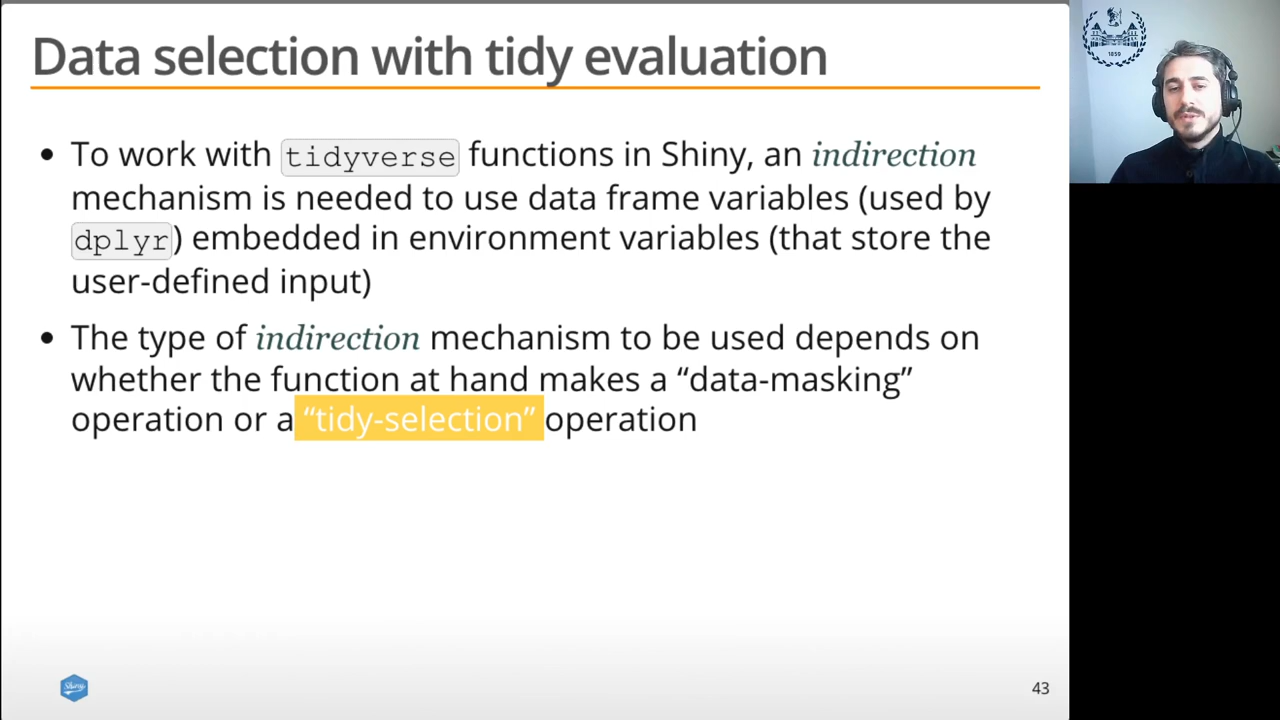 Data selection with tidy evaluation
1859
• To work with tidyverse functions in Shiny, an indirection
mechanism is needed to use data frame variables (used by
dplyr) embedded in environment variables (that store the
user-defined input)
• The type of indirection mechanism to be used depends on
whether the function at hand makes a “data-masking”
operation or a “tidy-selection” operation
Shiny
43